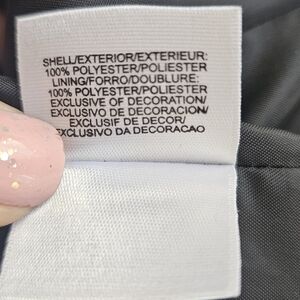 SHELL/EXTERIOR/EXTERIEUR:
100% POLYESTER/POLIESTER
LINING/FORRO/DOUBLURE:
100% POLYESTER/POLIESTER
EXCLUSIVE OF DECORATION/
EXCLUSIVO DE DECORACION/
EXCLUSIF DE DECOR/
EXCLUSIVO DA DECORACAO